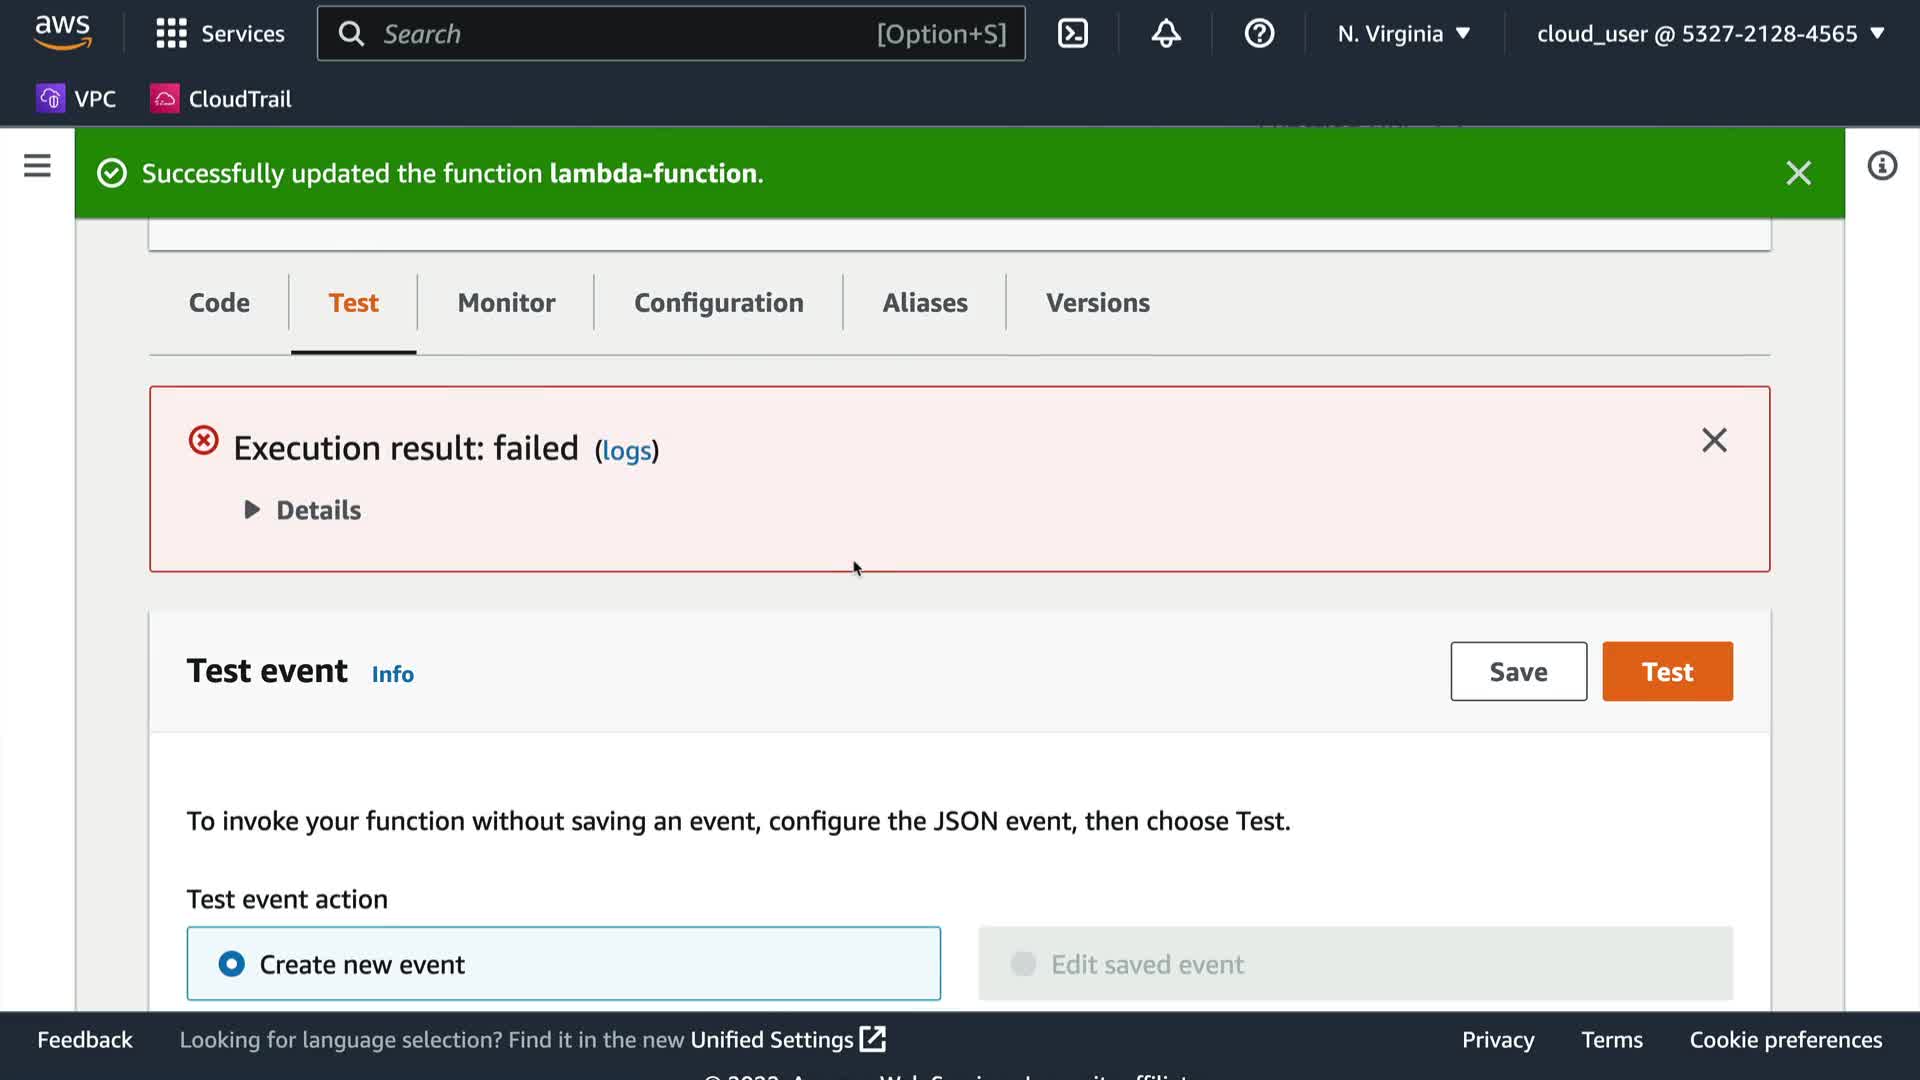 aws
Services
Search
[Option+S]
N. Virginia
cloud_user @ 5327-2128-4565
VPC
CloudTrail
Successfully updated the function lambda-function.
Code
Test
Monitor
Configuration
Aliases
Versions
Execution result: failed (logs)
Details
Test event Info
Save
Test
To invoke your function without saving an event, configure the JSON event, then choose Test.
Test event action
Create new event
Edit saved event
Feedback
Looking for language selection? Find it in the new Unified Settings
Privacy
Terms
Cookie preferences